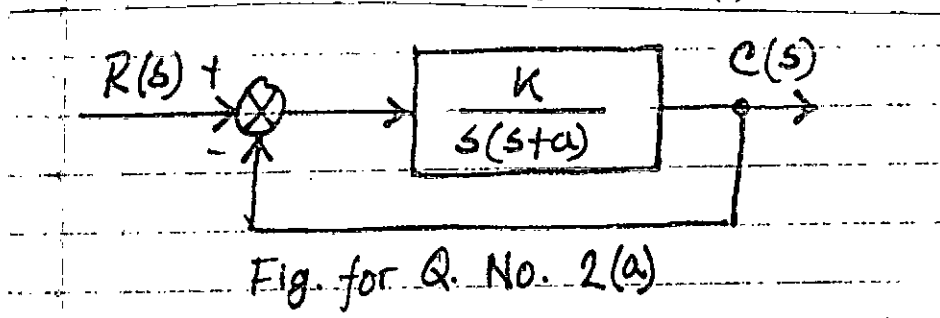 R(s) +
C(s)
K
s(s+a)
-
Fig. for Q. No. 2(a)